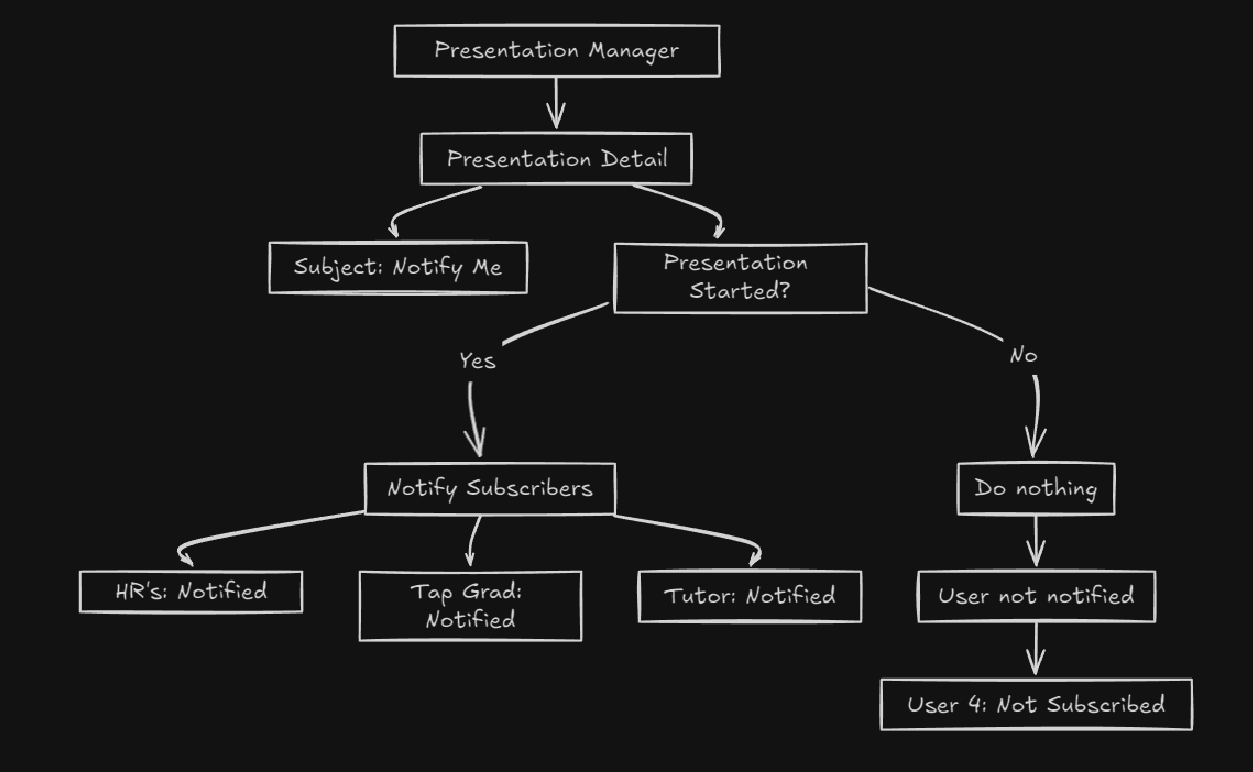 Presentation Manager
Presentation Detail
Subject: Notify Me
Presentation
Started?
Yes
No
Notify Subscribers
Do nothing
HR's: Notified
Tap Grad:
Notified
Tutor: Notified
User not notified
User 4: Not Subscribed